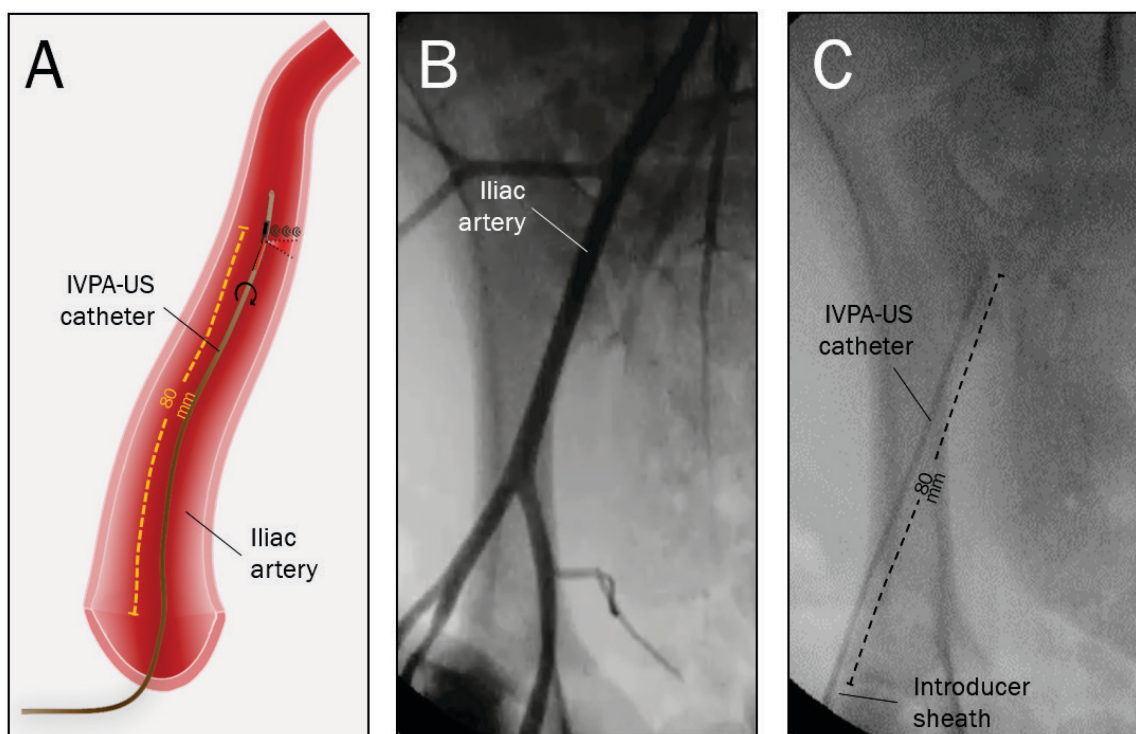 A
IVPA-US
catheter
80
mm
Iliac
artery
B
Iliac
artery
C
IVPA-US
catheter
80
mm
Introducer
sheath